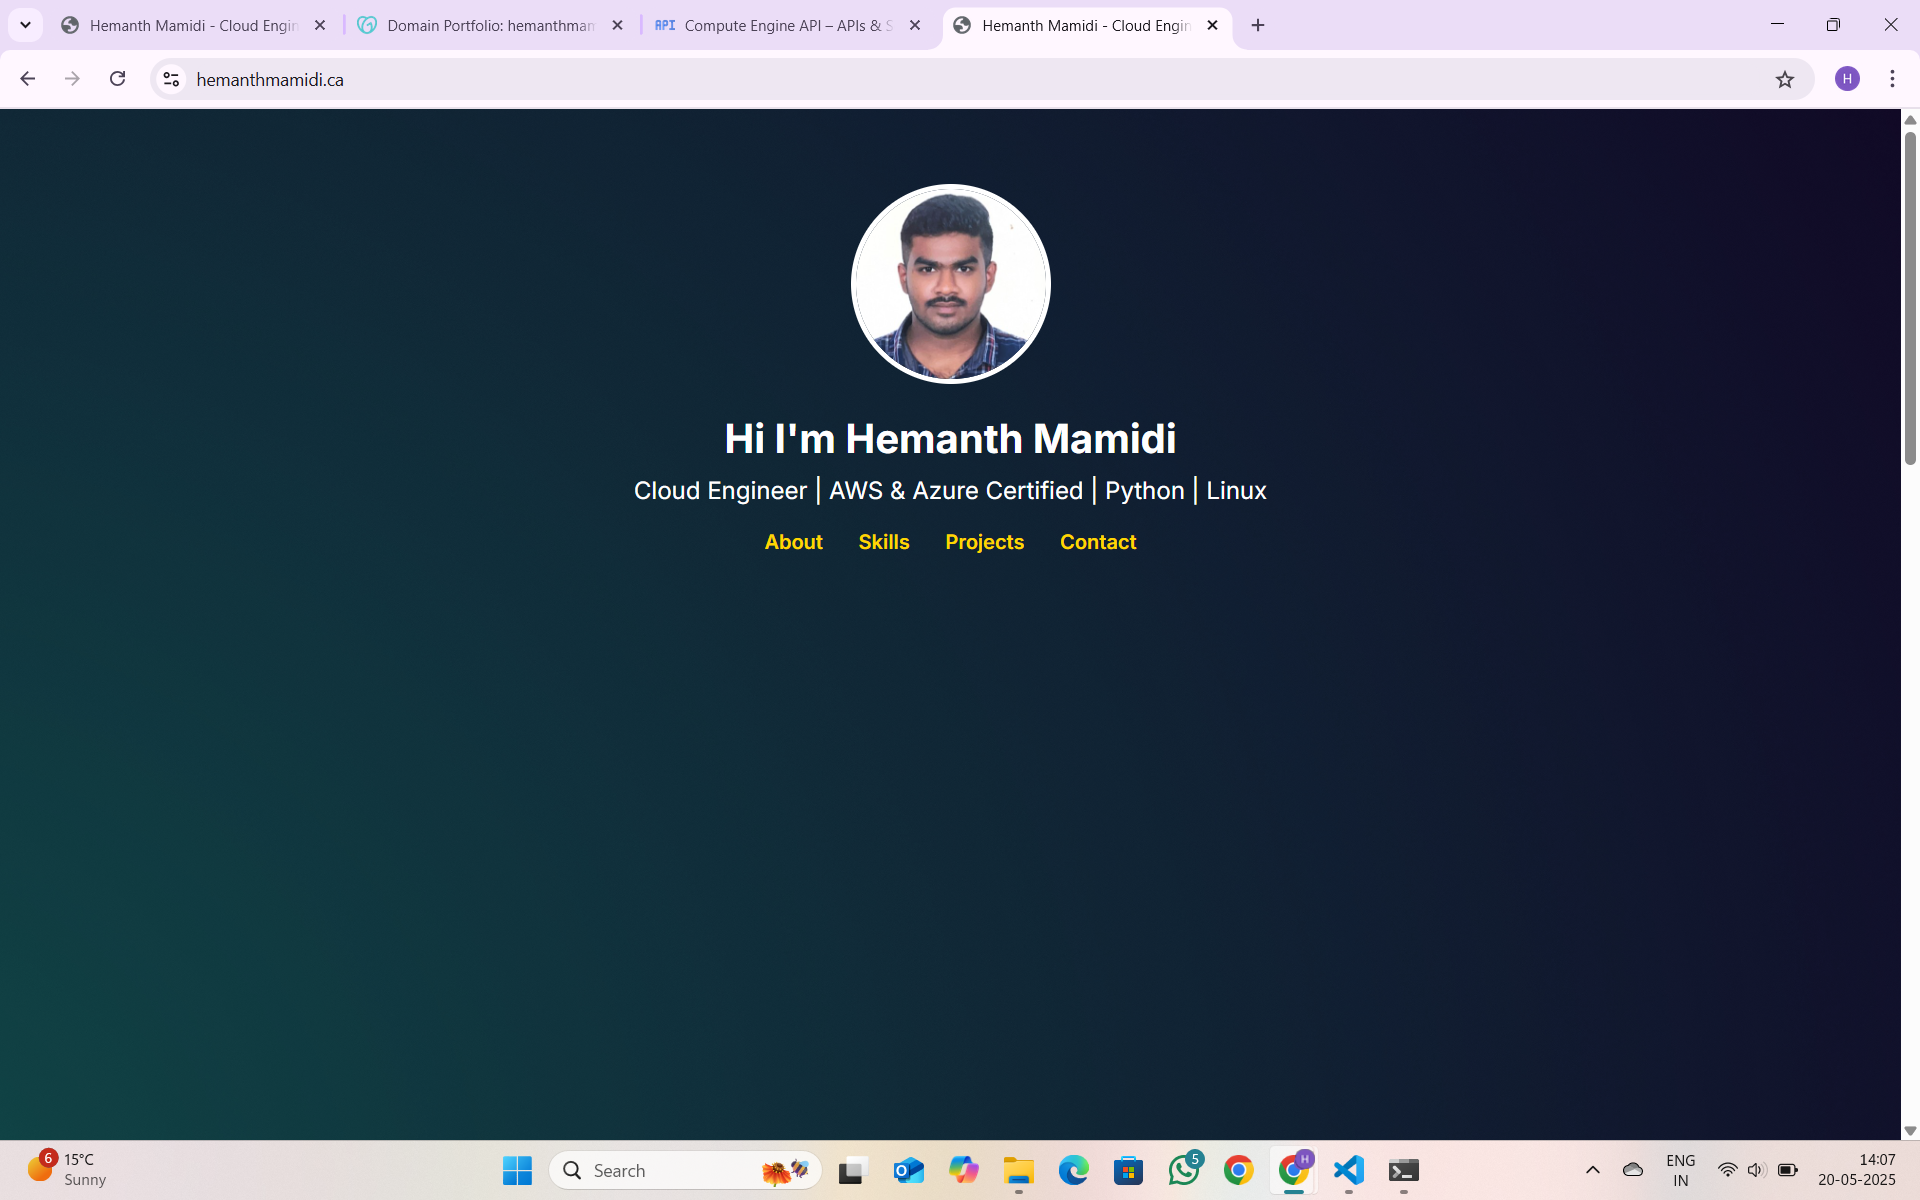 Hemanth Mamidi - Cloud Engin
Domain Portfolio: hemanthmam
API Compute Engine API – APIs & S
Hemanth Mamidi - Cloud Engin
hemanthmamidi.ca
H
Hi I'm Hemanth Mamidi
Cloud Engineer | AWS & Azure Certified | Python | Linux
About Skills Projects Contact
6
15°C
Sunny
Search
5
H
ENG
IN
14:07
20-05-2025